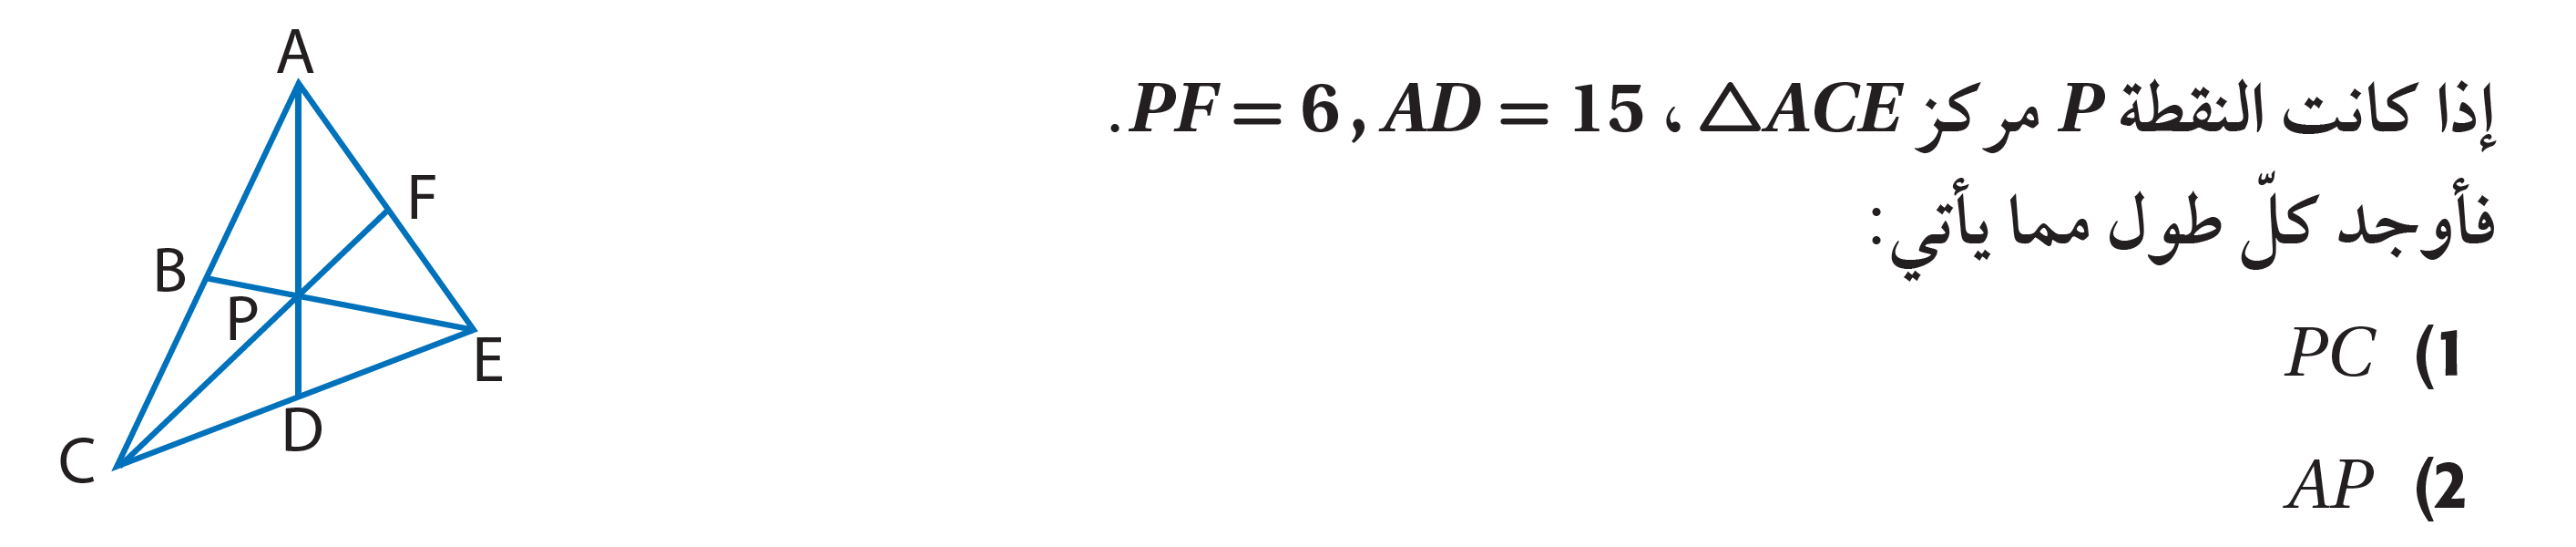 إذا كانت النقطة P مركز △ACE ، PF = 6 , AD = 15.
فأوجد كلّ طول مما يأتي:
1) PC
2) AP
A
F
B
P
E
D
C